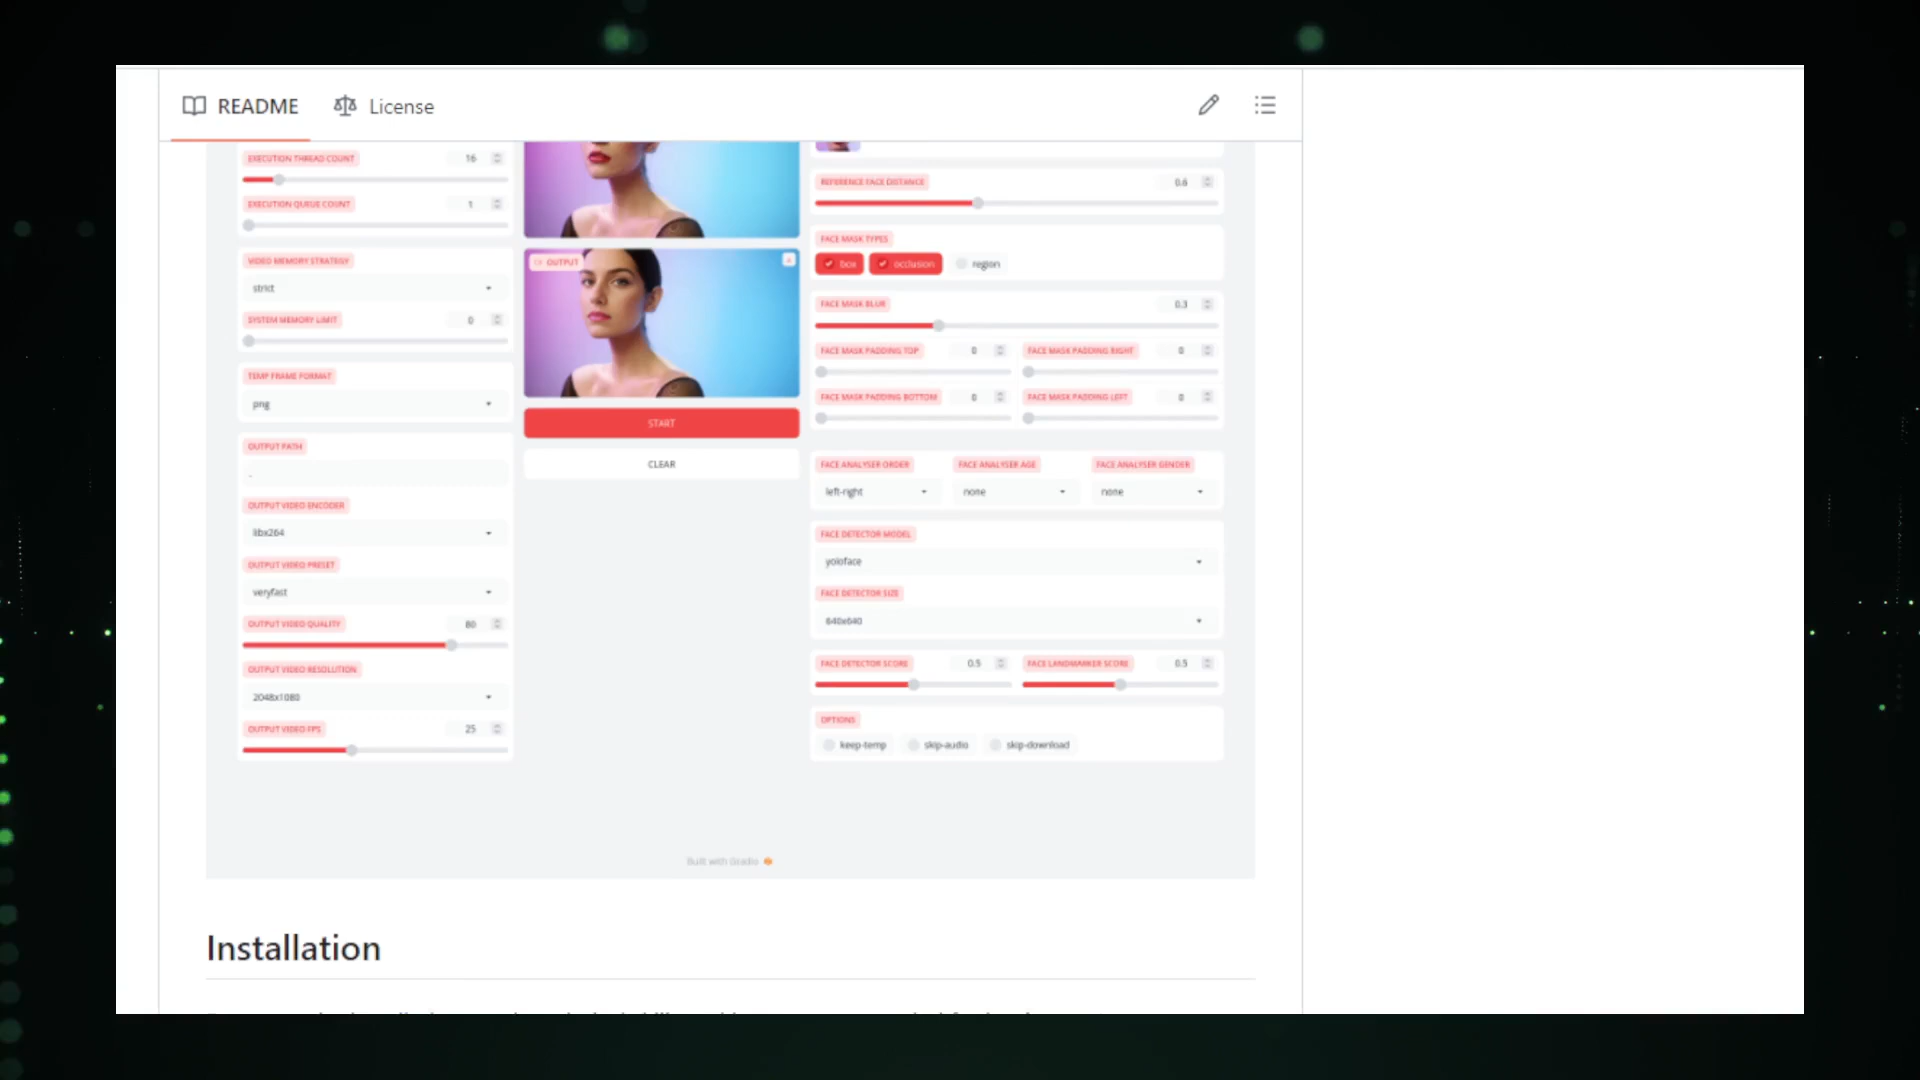 README
License
EXECUTION THREAD COUNT
16
EXECUTION QUEUE COUNT
1
VIDEO MEMORY STRATEGY
strict
SYSTEM MEMORY LIMIT
0
TEMP FRAME FORMAT
png
OUTPUT PATH
.
OUTPUT VIDEO ENCODER
libx264
OUTPUT VIDEO PRESET
veryfast
OUTPUT VIDEO QUALITY
80
OUTPUT VIDEO RESOLUTION
2048x1080
OUTPUT VIDEO FPS
25
OUTPUT
START
CLEAR
REFERENCE FACE DISTANCE
0.6
FACE MASK TYPES
box
occlusion
region
FACE MASK BLUR
0.3
FACE MASK PADDING TOP
0
FACE MASK PADDING RIGHT
0
FACE MASK PADDING BOTTOM
0
FACE MASK PADDING LEFT
0
FACE ANALYSER ORDER
left-right
FACE ANALYSER AGE
none
FACE ANALYSER GENDER
none
FACE DETECTOR MODEL
yoloface
FACE DETECTOR SIZE
640x640
FACE DETECTOR SCORE
0.5
FACE LANDMARKER SCORE
0.5
OPTIONS
keep-temp
skip-audio
skip-download
Built with Gradio
Installation